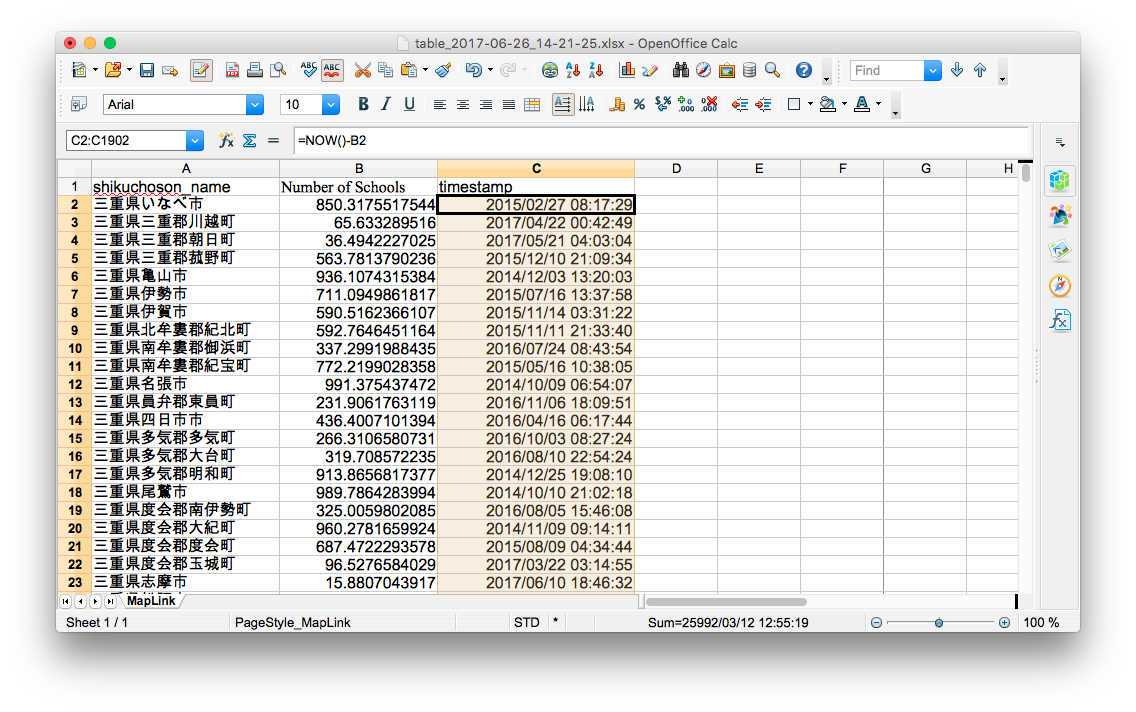 table_2017-06-26_14-21-25.xlsx - OpenOffice Calc
Find
Arial 10
C2:C1902 =NOW()-B2
A B C D E F G H
1 shikuchoson_name Number of Schools timestamp
2 三重県いなべ市 850.3175517544 2015/02/27 08:17:29
3 三重県三重郡川越町 65.633289516 2017/04/22 00:42:49
4 三重県三重郡朝日町 36.4942227025 2017/05/21 04:03:04
5 三重県三重郡菰野町 563.7813790236 2015/12/10 21:09:34
6 三重県亀山市 936.1074315384 2014/12/03 13:20:03
7 三重県伊勢市 711.0949861817 2015/07/16 13:37:58
8 三重県伊賀市 590.5162366107 2015/11/14 03:31:22
9 三重県北牟婁郡紀北町 592.7646451164 2015/11/11 21:33:40
10 三重県南牟婁郡御浜町 337.2991988435 2016/07/24 08:43:54
11 三重県南牟婁郡紀宝町 772.2199028358 2015/05/16 10:38:05
12 三重県名張市 991.375437472 2014/10/09 06:54:07
13 三重県員弁郡東員町 231.9061763119 2016/11/06 18:09:51
14 三重県四日市市 436.4007101394 2016/04/16 06:17:44
15 三重県多気郡多気町 266.3106580731 2016/10/03 08:27:24
16 三重県多気郡大台町 319.708572235 2016/08/10 22:54:24
17 三重県多気郡明和町 913.8656817377 2014/12/25 19:08:10
18 三重県尾鷲市 989.7864283994 2014/10/10 21:02:18
19 三重県度会郡南伊勢町 325.0059802085 2016/08/05 15:46:08
20 三重県度会郡大紀町 960.2781659924 2014/11/09 09:14:11
21 三重県度会郡度会町 687.4722293578 2015/08/09 04:34:44
22 三重県度会郡玉城町 96.5276584029 2017/03/22 03:14:55
23 三重県志摩市 15.8807043917 2017/06/10 18:46:32
MapLink
Sheet 1 / 1 PageStyle_MapLink STD * Sum=25992/03/12 12:55:19 100 %